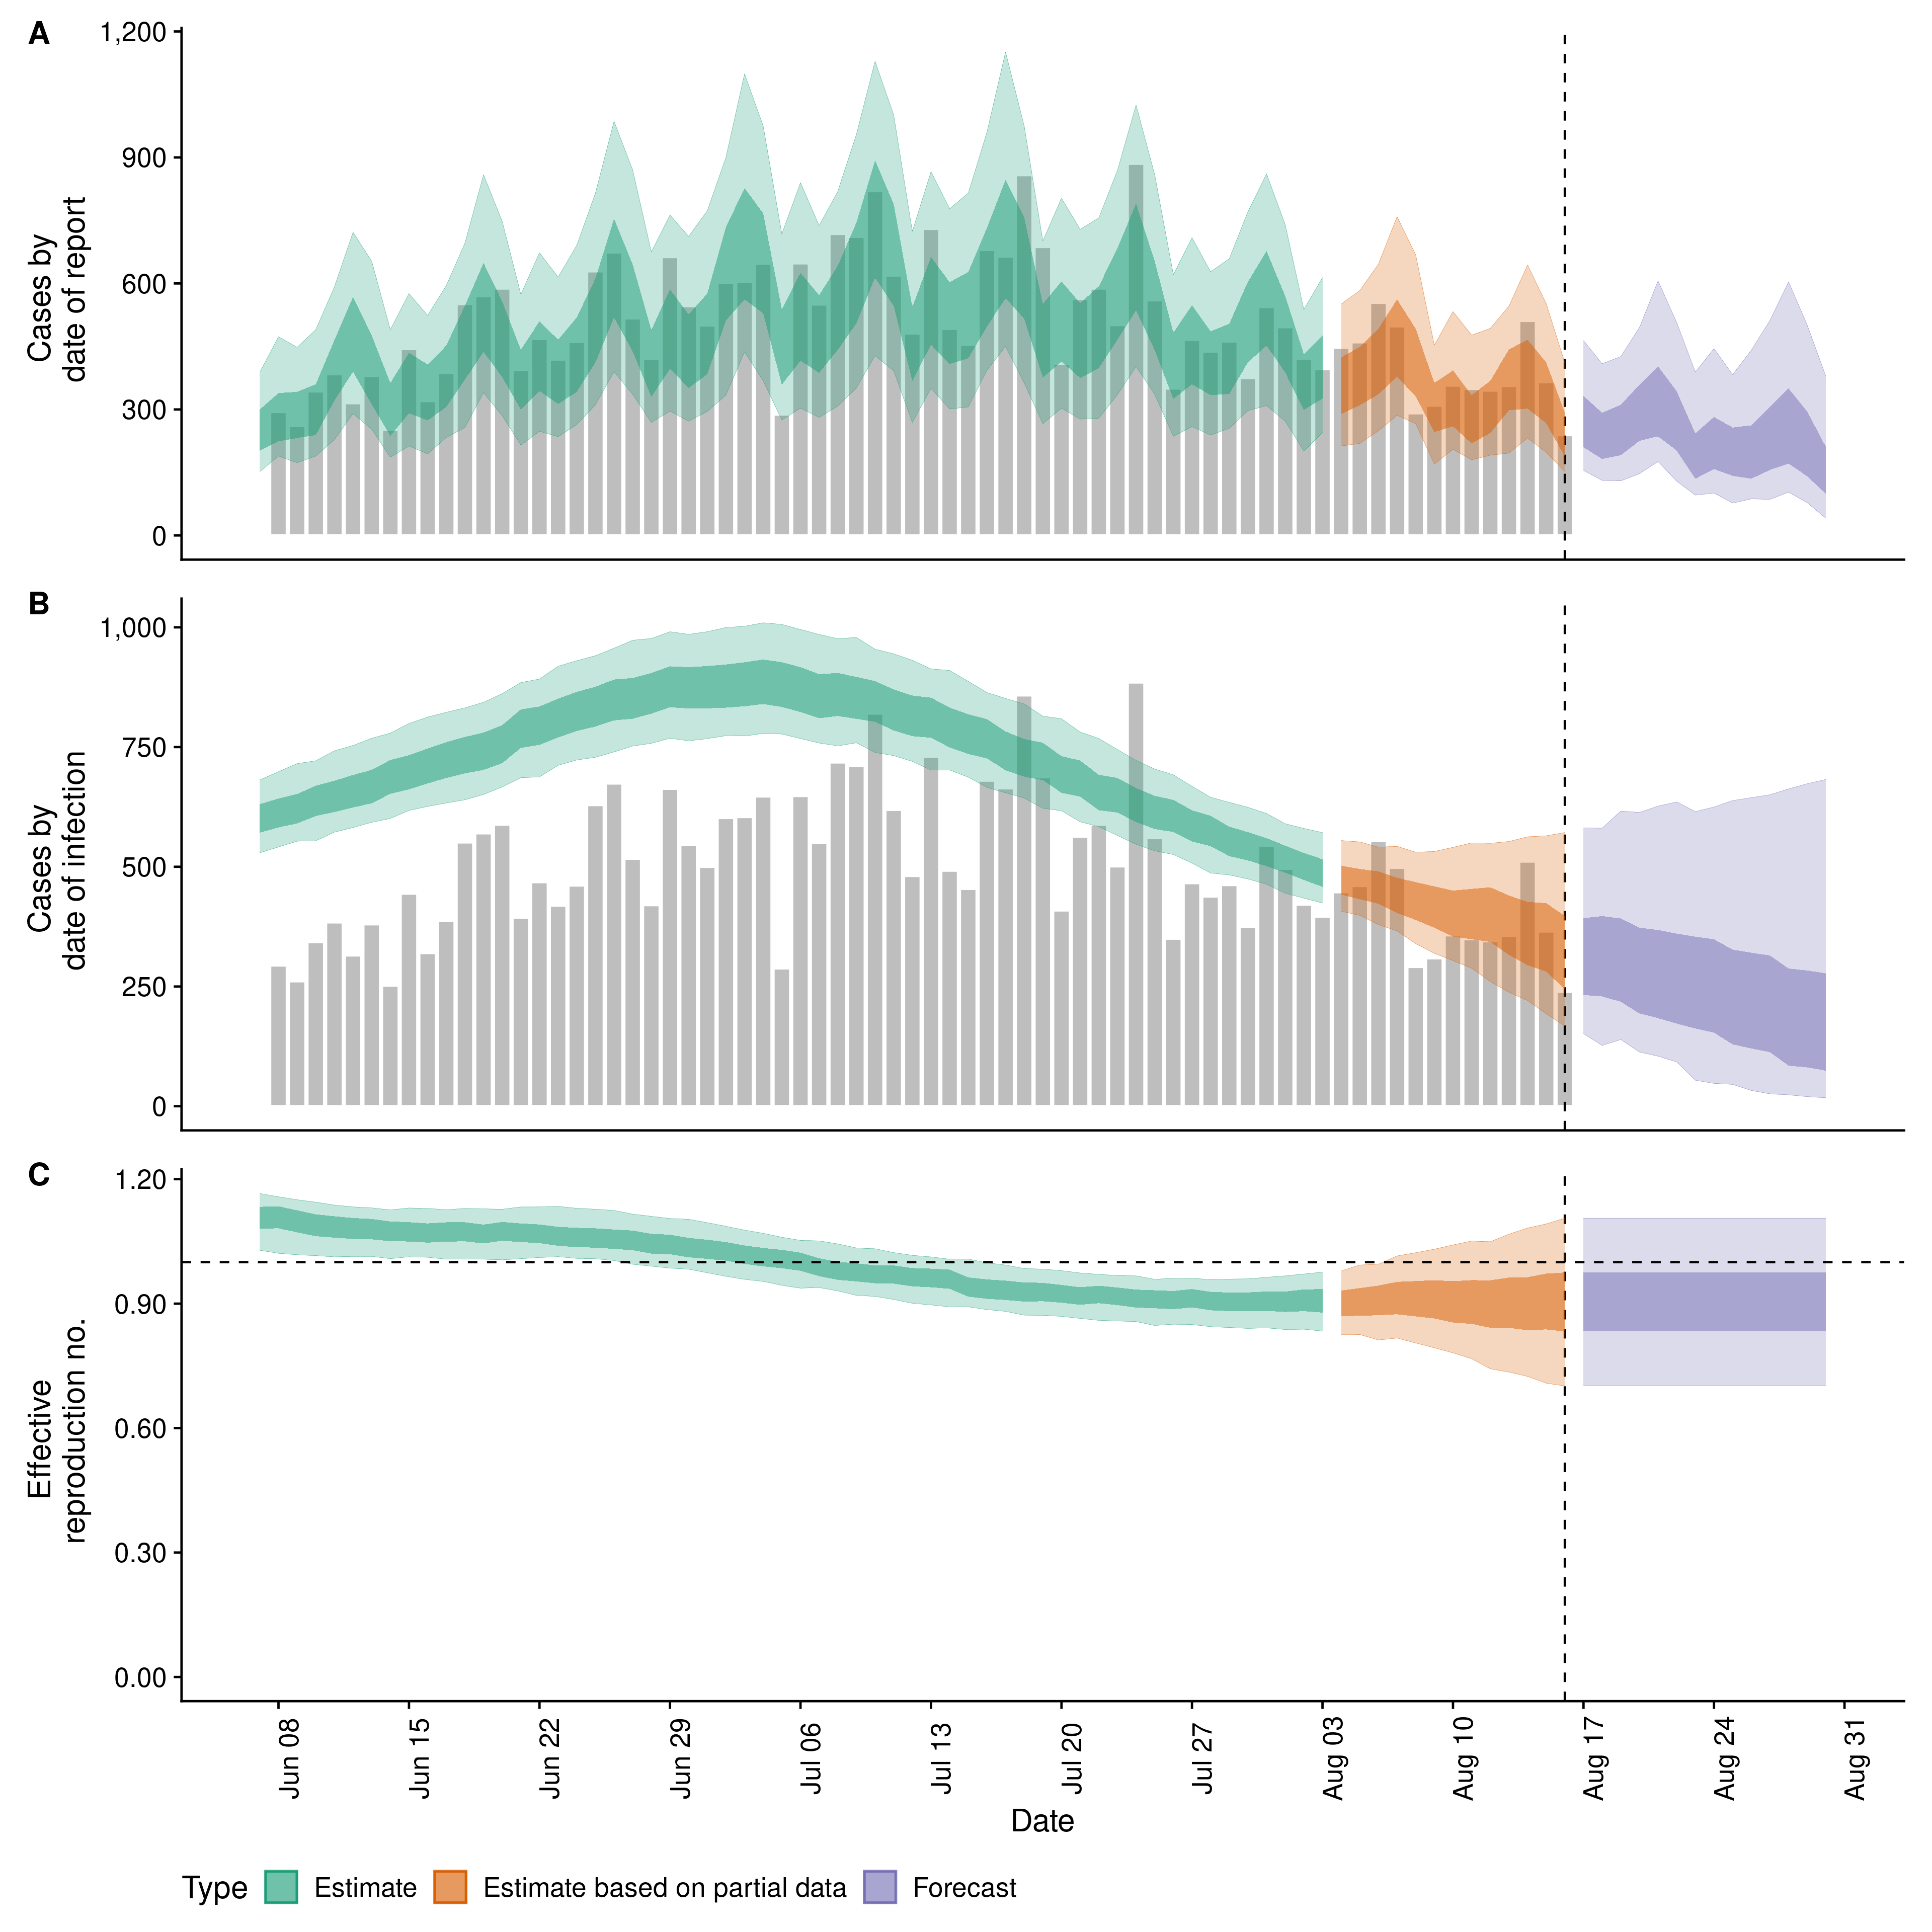 A
1,200
900
600
300
0
Cases by
date of report
B
1,000
750
500
250
0
Cases by
date of infection
C
1.20
0.90
0.60
0.30
0.00
Effective
reproduction no.
Jun 08
Jun 15
Jun 22
Jun 29
Jul 06
Jul 13
Jul 20
Jul 27
Aug 03
Aug 10
Aug 17
Aug 24
Aug 31
Date
Type Estimate Estimate based on partial data Forecast